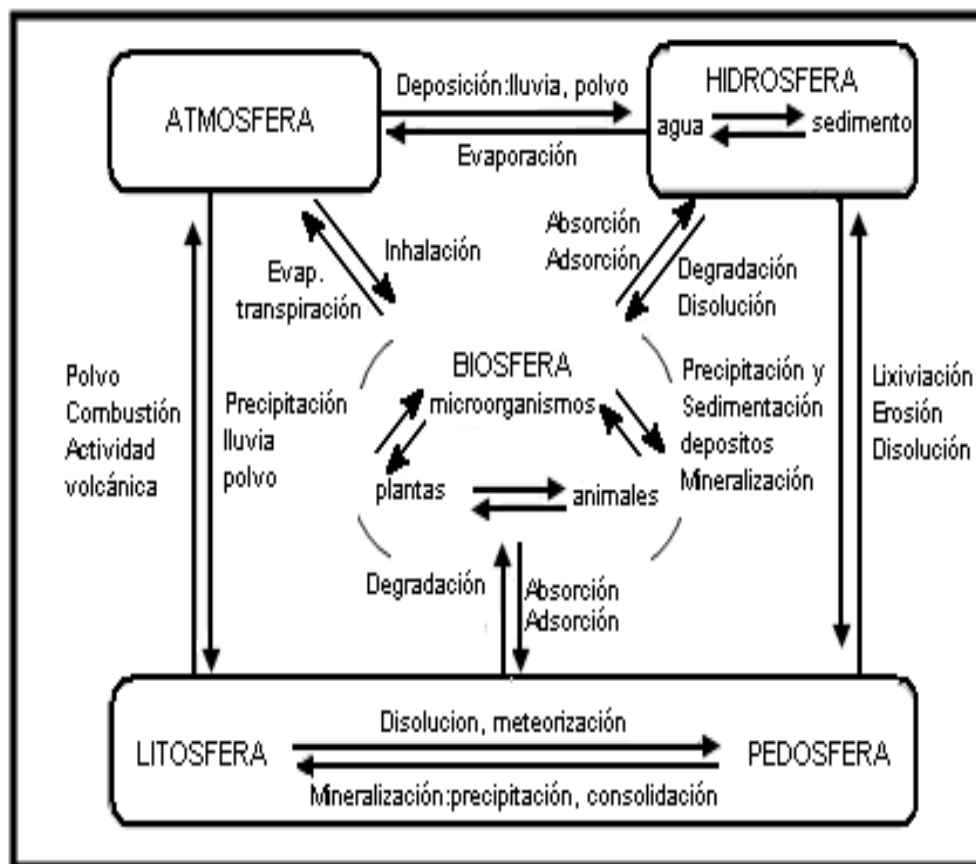 ATMOSFERA
Deposición:lluvia, polvo
Evaporación
HIDROSFERA
agua
sedimento
Inhalación
Evap.
transpiración
Absorción
Adsorción
Degradación
Disolución
BIOSFERA
microorganismos
plantas
animales
Polvo
Combustión
Actividad
volcánica
Precipitación
lluvia
polvo
Precipitación y
Sedimentación
depositos
Mineralización
Lixiviación
Erosión
Disolución
Degradación
Absorción
Adsorción
Disolucion, meteorización
LITOSFERA
PEDOSFERA
Mineralización:precipitación, consolidación